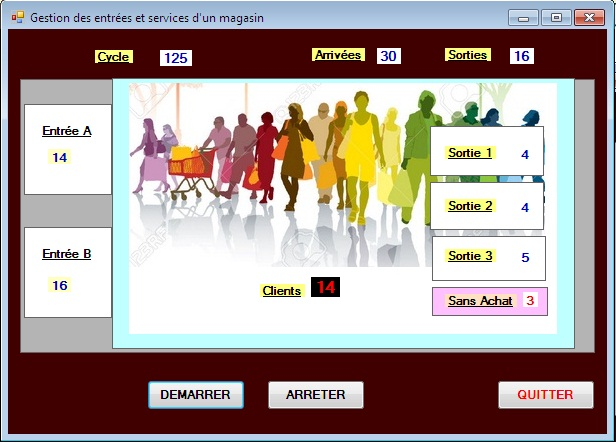 Gestion des entrées et services d'un magasin
Cycle 125 Arrivées 30 Sorties 16
Entrée A
14
Sortie 1 4
Sortie 2 4
Entrée B
16
Sortie 3 5
Clients 14
Sans Achat 3
DEMARRER ARRETER QUITTER